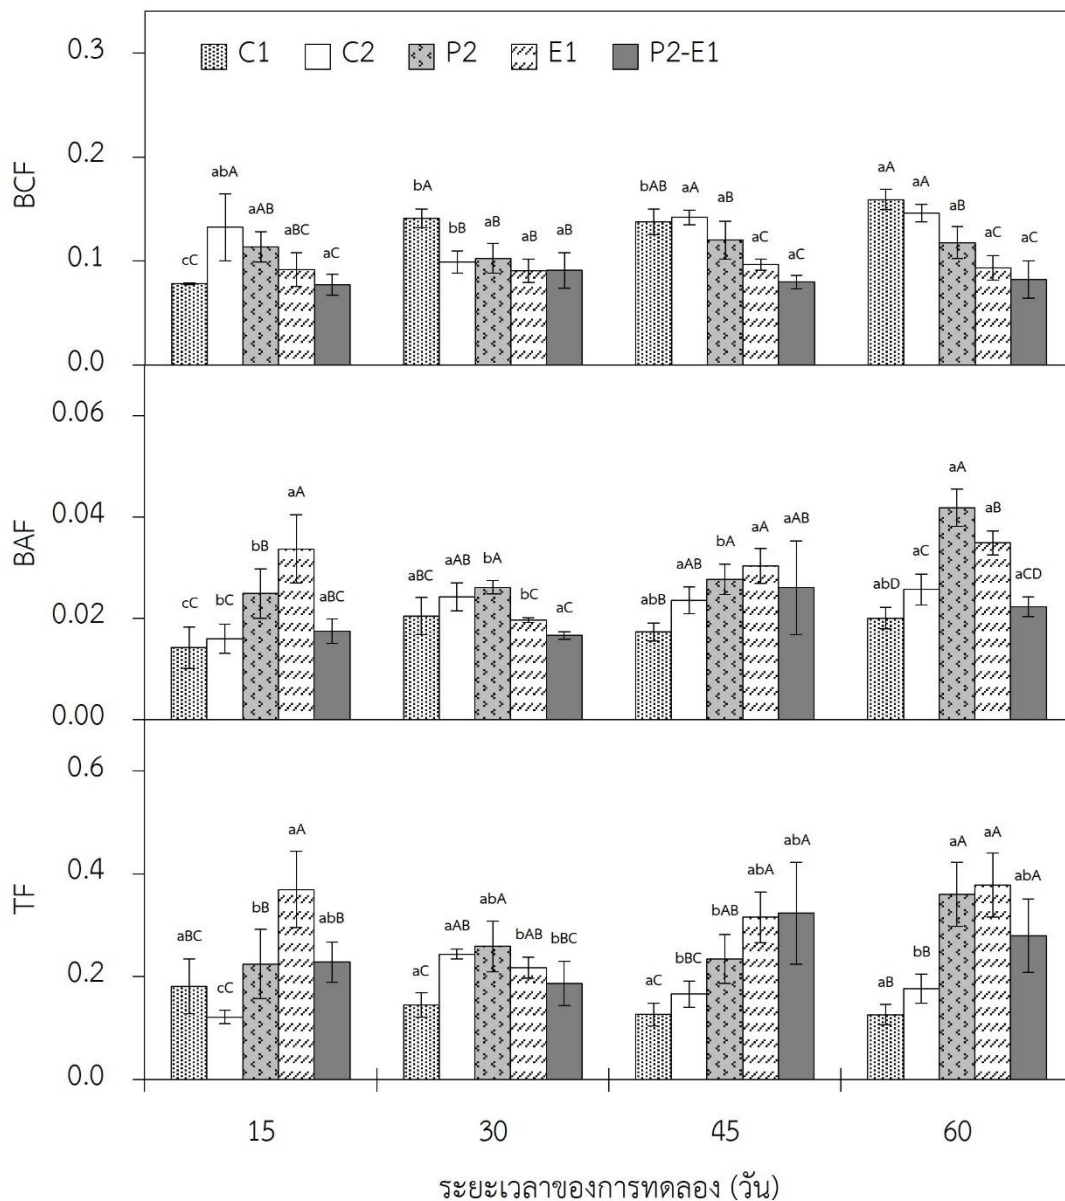 0.3
C1 C2 P2 E1 P2-E1
BCF
0.2
abA aAB aBC aC cC
bA bB aB aB aB
bAB aA aB aC aC
aA aA aB aC aC
0.1
0.0
BAF
0.06
0.04
cC bC bB aA aBC
aBC aAB bA bC aC
abB aAB bA aA aAB
abD aC aA aB aCD
0.02
0.00
TF
0.6
0.4
aBC cC bB aA abB
aC aAB abA bAB bBC
aC bBC bAB abA abA
aB bB aA aA abA
0.2
0.0
15 30 45 60
ระยะเวลาของการทดลอง (วัน)